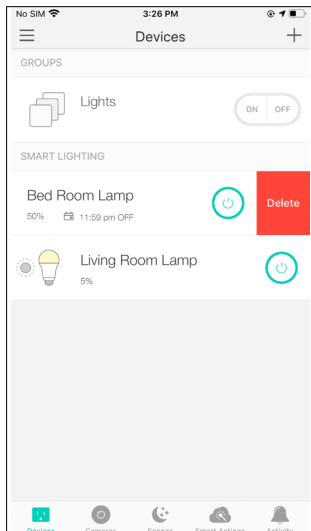 No SIM 3:26 PM
Devices
GROUPS
Lights
ON OFF
SMART LIGHTING
Bed Room Lamp
50% 11:59 pm OFF
Delete
Living Room Lamp
5%
Devices Cameras Scenes Smart Actions Activity